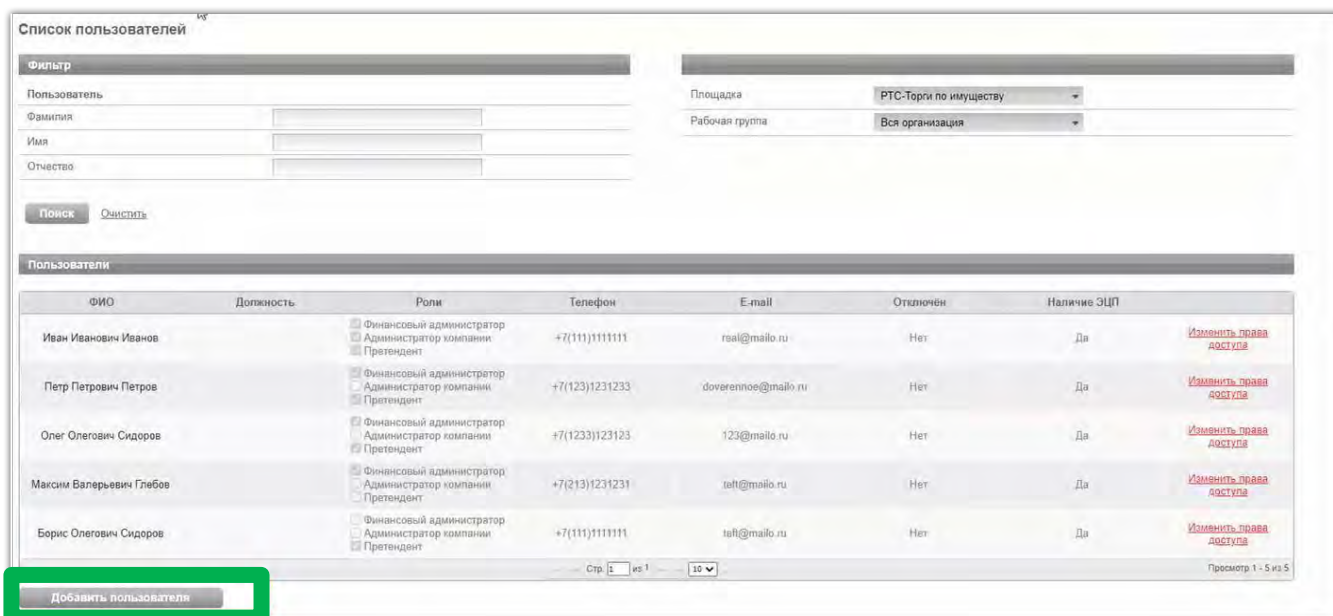 Список пользователей
Фильтр
Пользователь
Площадка
РТС-Торги по имуществу
Фамилия
Рабочая группа
Вся организация
Имя
Отчество
Поиск
Очистить
Пользователи
ФИО Должность Роли Телефон E-mail Отключён Наличие ЭЦП
Финансовый администратор
Иван Иванович Иванов Администратор компании +7(111)1111111 real@mailo.ru Нет Да Изменить права
Претендент доступа
Финансовый администратор
Петр Петрович Петров Администратор компании +7(123)1231233 doverennoe@mailo.ru Нет Да Изменить права
Претендент доступа
Финансовый администратор
Олег Олегович Сидоров Администратор компании +7(1233)123123 123@mailo.ru Нет Да Изменить права
Претендент доступа
Финансовый администратор
Максим Валерьевич Глебов Администратор компании +7(213)1231231 teft@mailo.ru Нет Да Изменить права
Претендент доступа
Финансовый администратор
Борис Олегович Сидоров Администратор компании +7(111)1111111 teft@mailo.ru Нет Да Изменить права
Претендент доступа
Стр. 1 из 1 10 Просмотр 1 - 5 из 5
Добавить пользователя